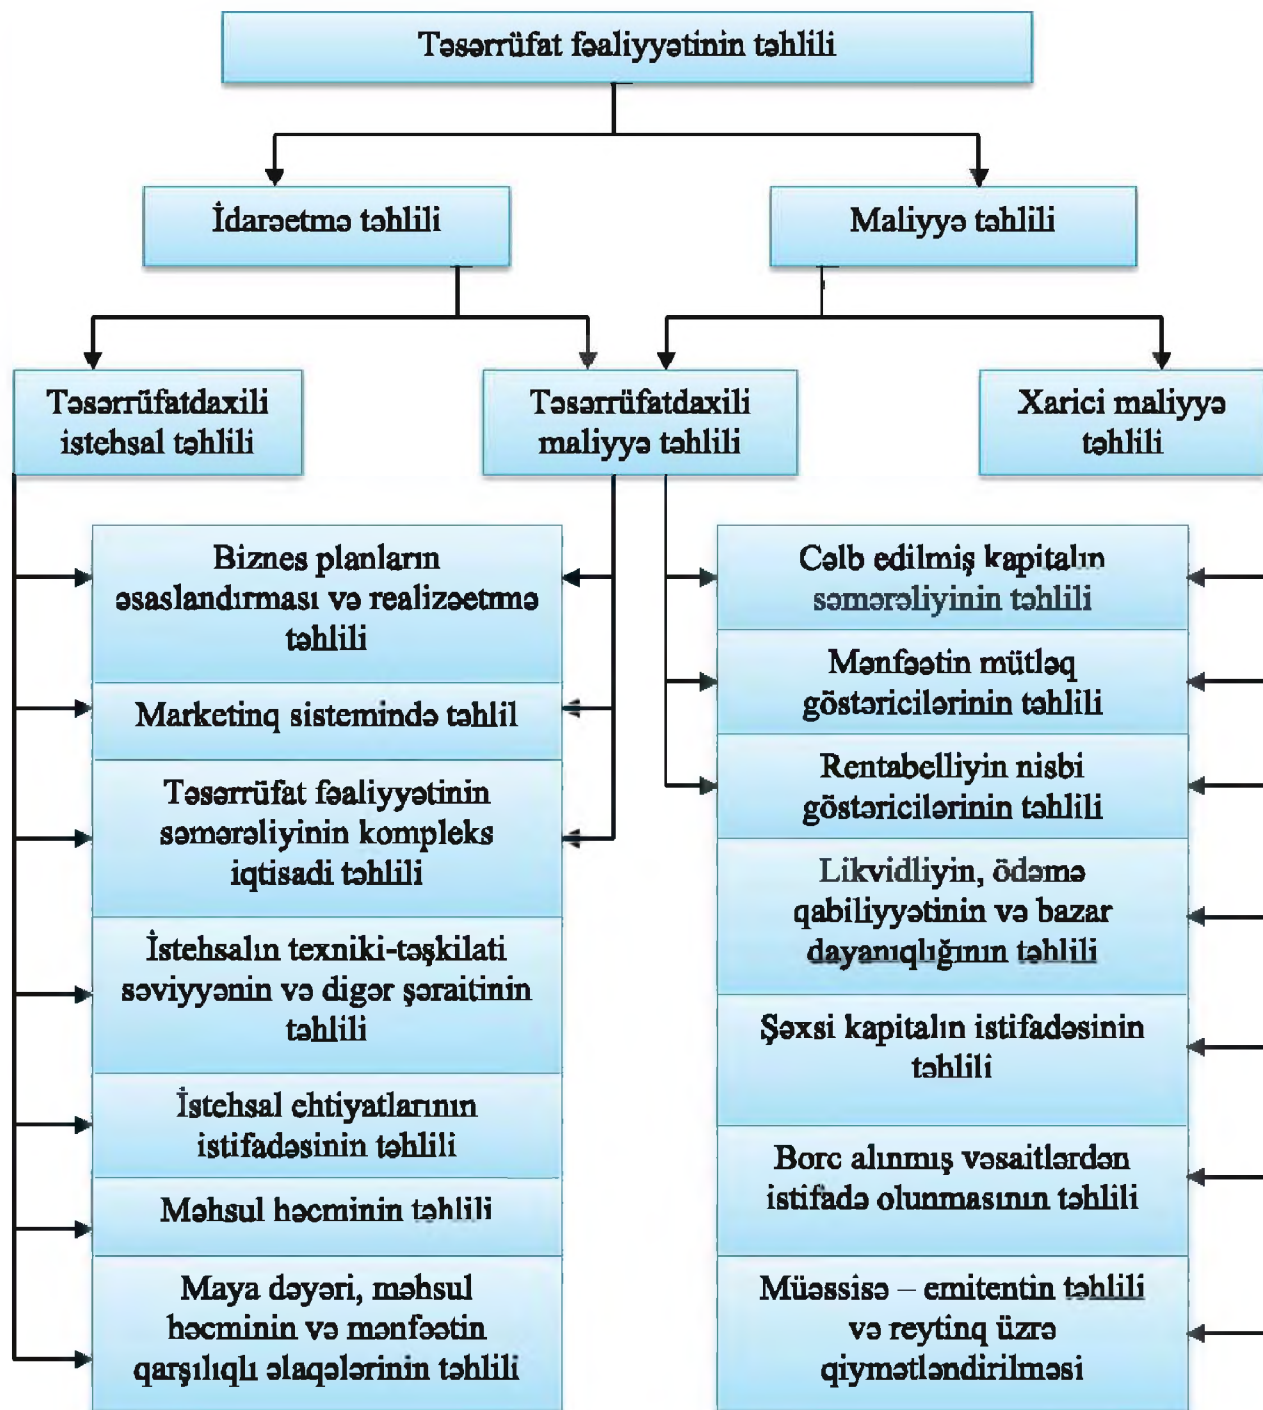 Təsərrüfat fəaliyyətinin təhlili
İdarəetmə təhlili
Maliyyə təhlili
Təsərrüfatdaxili
istehsal təhlili
Təsərrüfatdaxili
maliyyə təhlili
Xarici maliyyə
təhlili
Biznes planların
əsaslandırması və realizəetmə
təhlili
Marketinq sistemində təhlil
Təsərrüfat fəaliyyətinin
səmərəliyinin kompleks
iqtisadi təhlili
İstehsalın texniki-təşkilati
səviyyənin və digər şəraitinin
təhlili
İstehsal ehtiyatlarının
istifadəsinin təhlili
Məhsul həcminin təhlili
Maya dəyəri, məhsul
həcminin və mənfəətin
qarşılıqlı əlaqələrinin təhlili
Cəlb edilmiş kapitalın
səmərəliyinin təhlili
Mənfəətin mütləq
göstəricilərinin təhlili
Rentabelliyin nisbi
göstəricilərinin təhlili
Likvidliyin, ödəmə
qabiliyyətinin və bazar
dayanıqlığının təhlili
Şəxsi kapitalın istifadəsinin
təhlili
Borc alınmış vəsaitlərdən
istifadə olunmasının təhlili
Müəssisə – emitentin təhlili
və reytinq üzrə
qiymətləndirilməsi